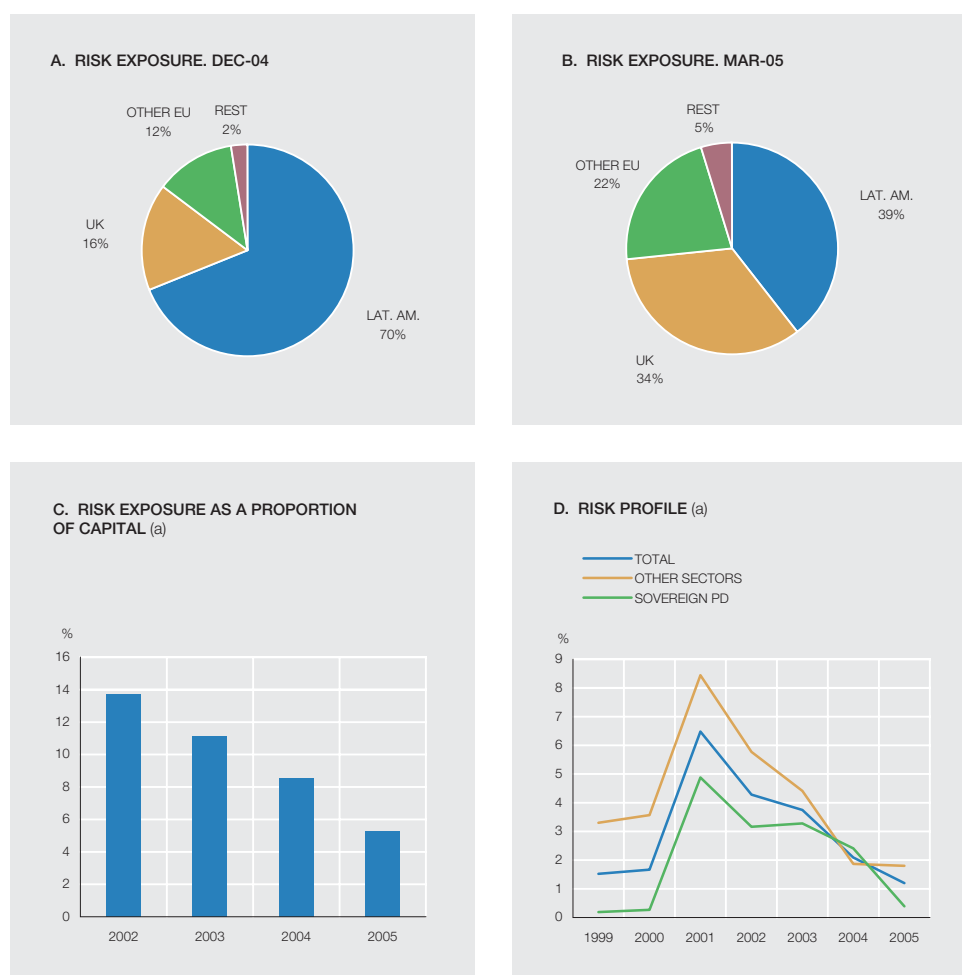 A. RISK EXPOSURE. DEC-04
OTHER EU
12%
REST
2%
UK
16%
LAT. AM.
70%
B. RISK EXPOSURE. MAR-05
REST
5%
OTHER EU
22%
LAT. AM.
39%
UK
34%
C. RISK EXPOSURE AS A PROPORTION
OF CAPITAL (a)
%
16
14
12
10
8
6
4
2
0
2002 2003 2004 2005
D. RISK PROFILE (a)
TOTAL
OTHER SECTORS
SOVEREIGN PD
%
9
8
7
6
5
4
3
2
1
0
1999 2000 2001 2002 2003 2004 2005